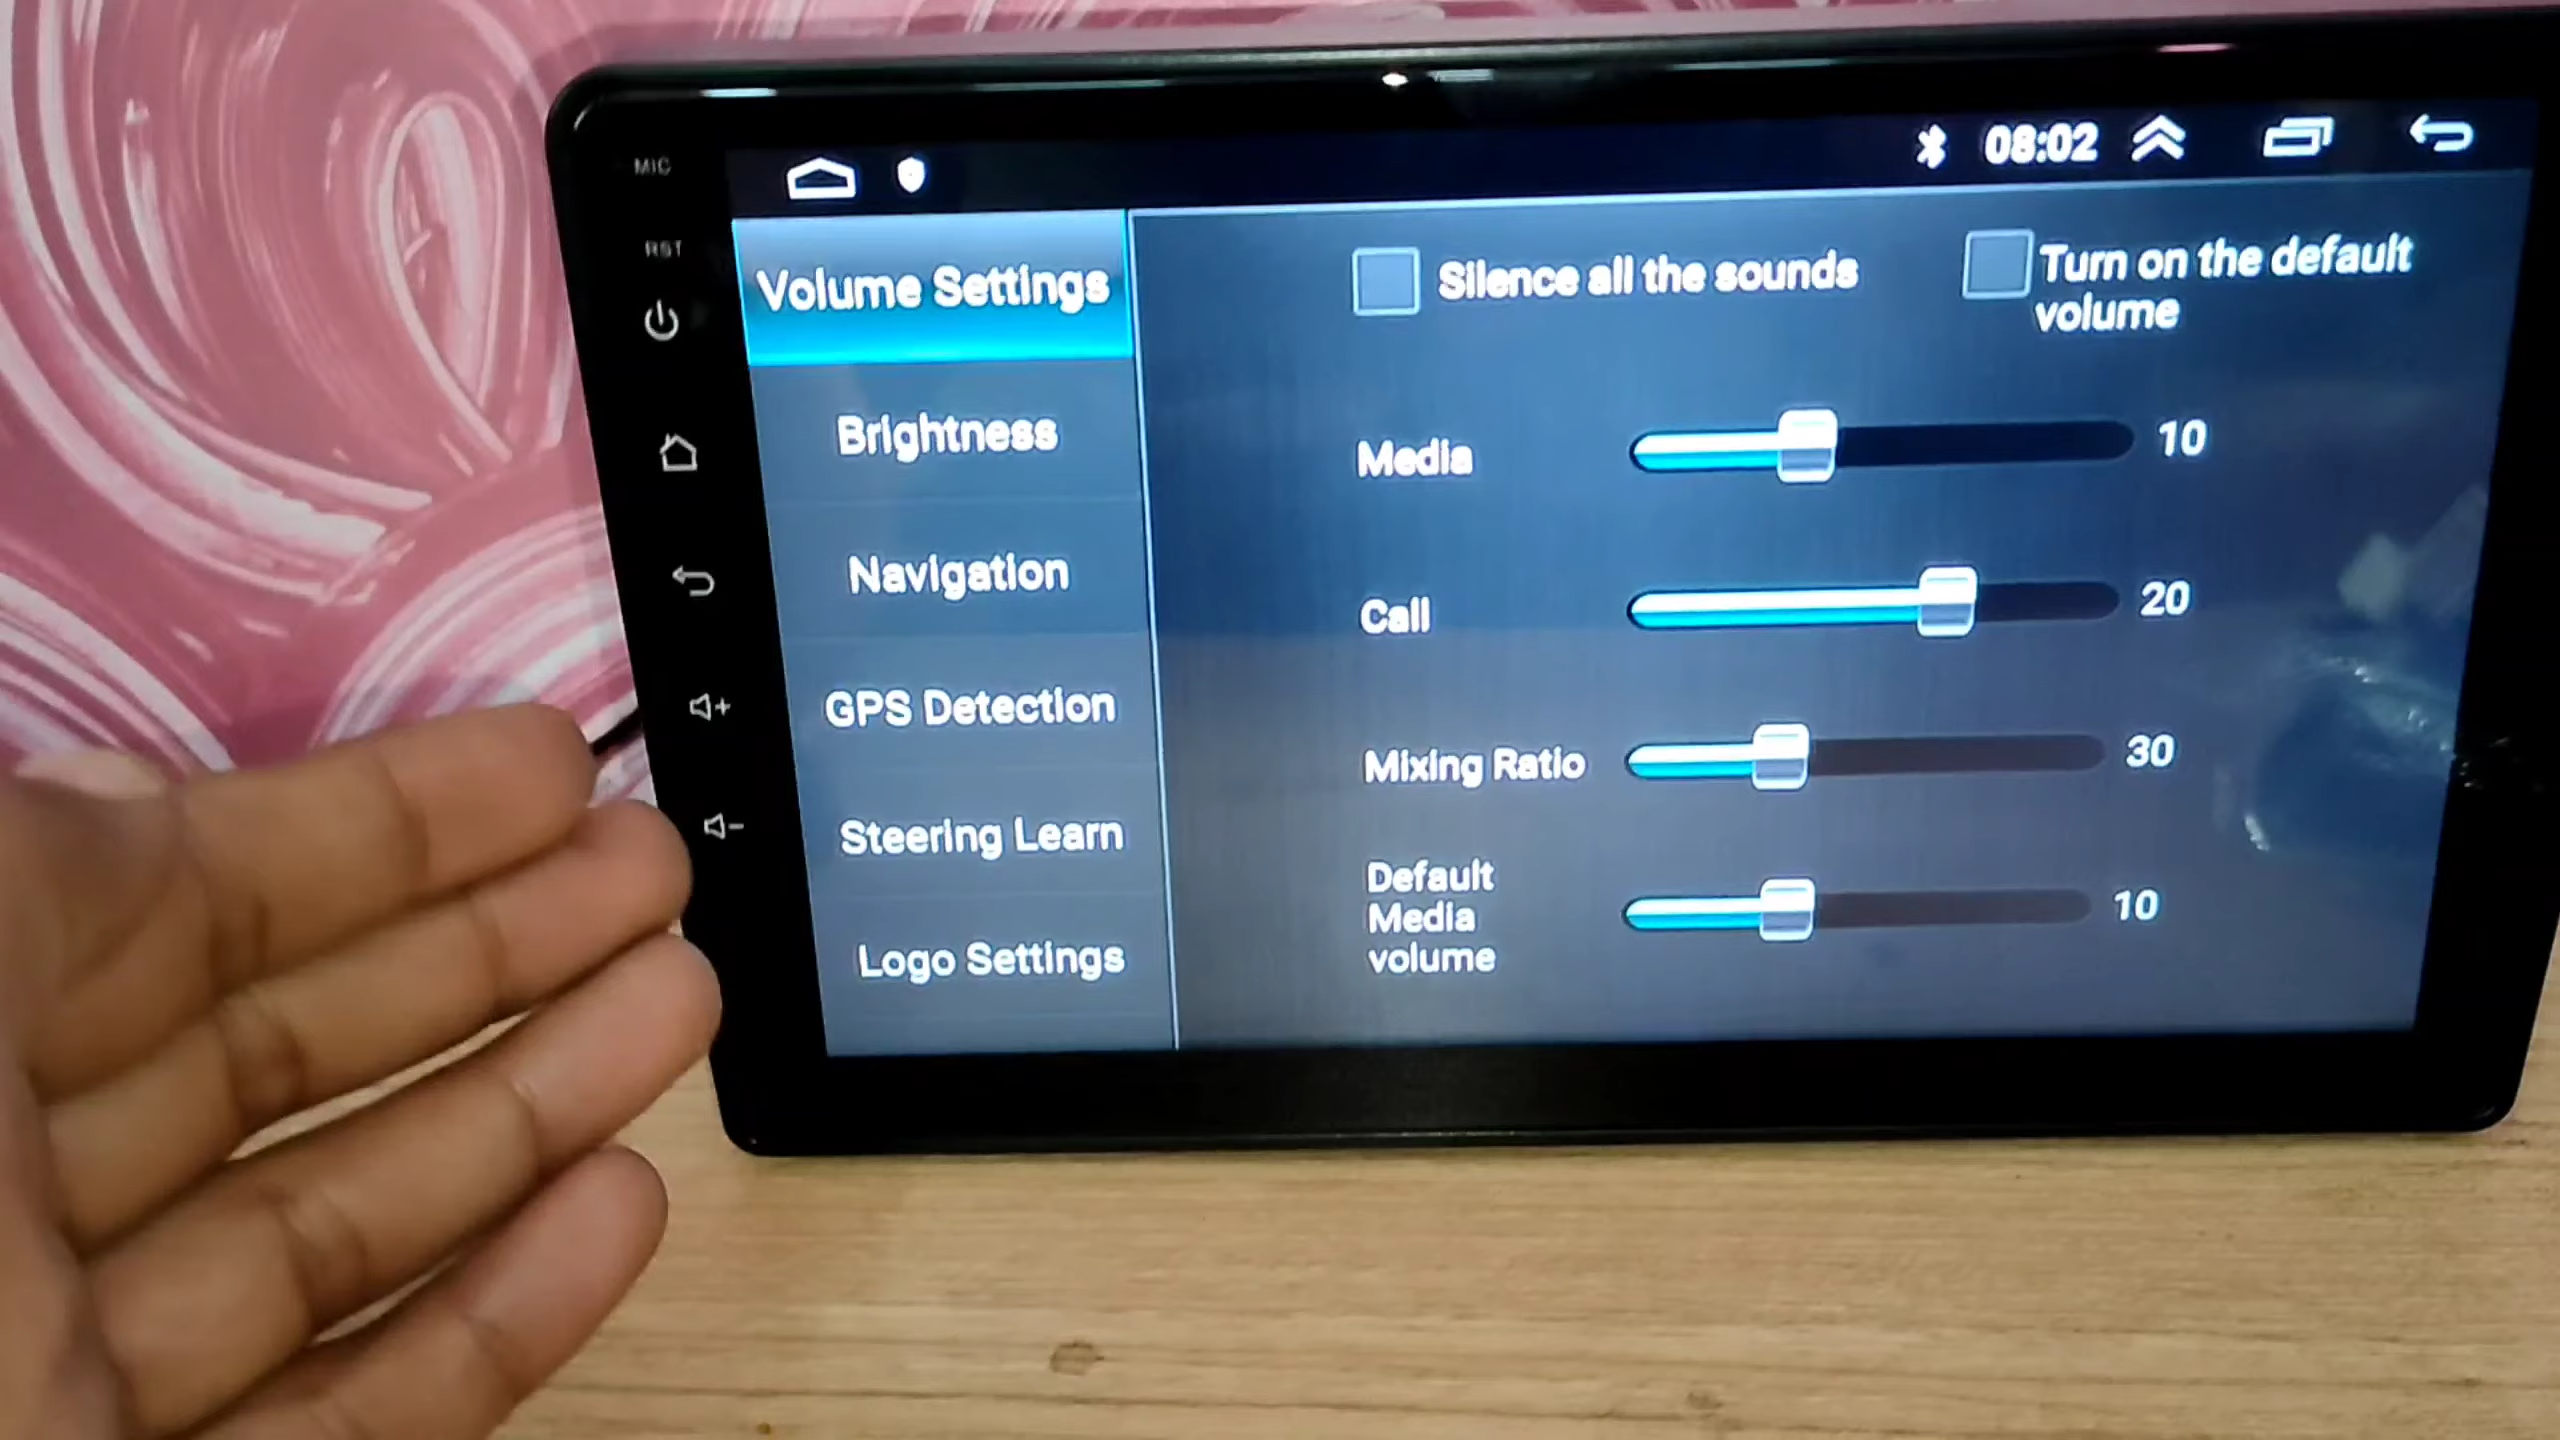 MIC
RST
08:02
Volume Settings
Brightness
Navigation
GPS Detection
Steering Learn
Logo Settings
Silence all the sounds
Turn on the default
volume
Media 10
Call 20
Mixing Ratio 30
Default
Media
volume
10